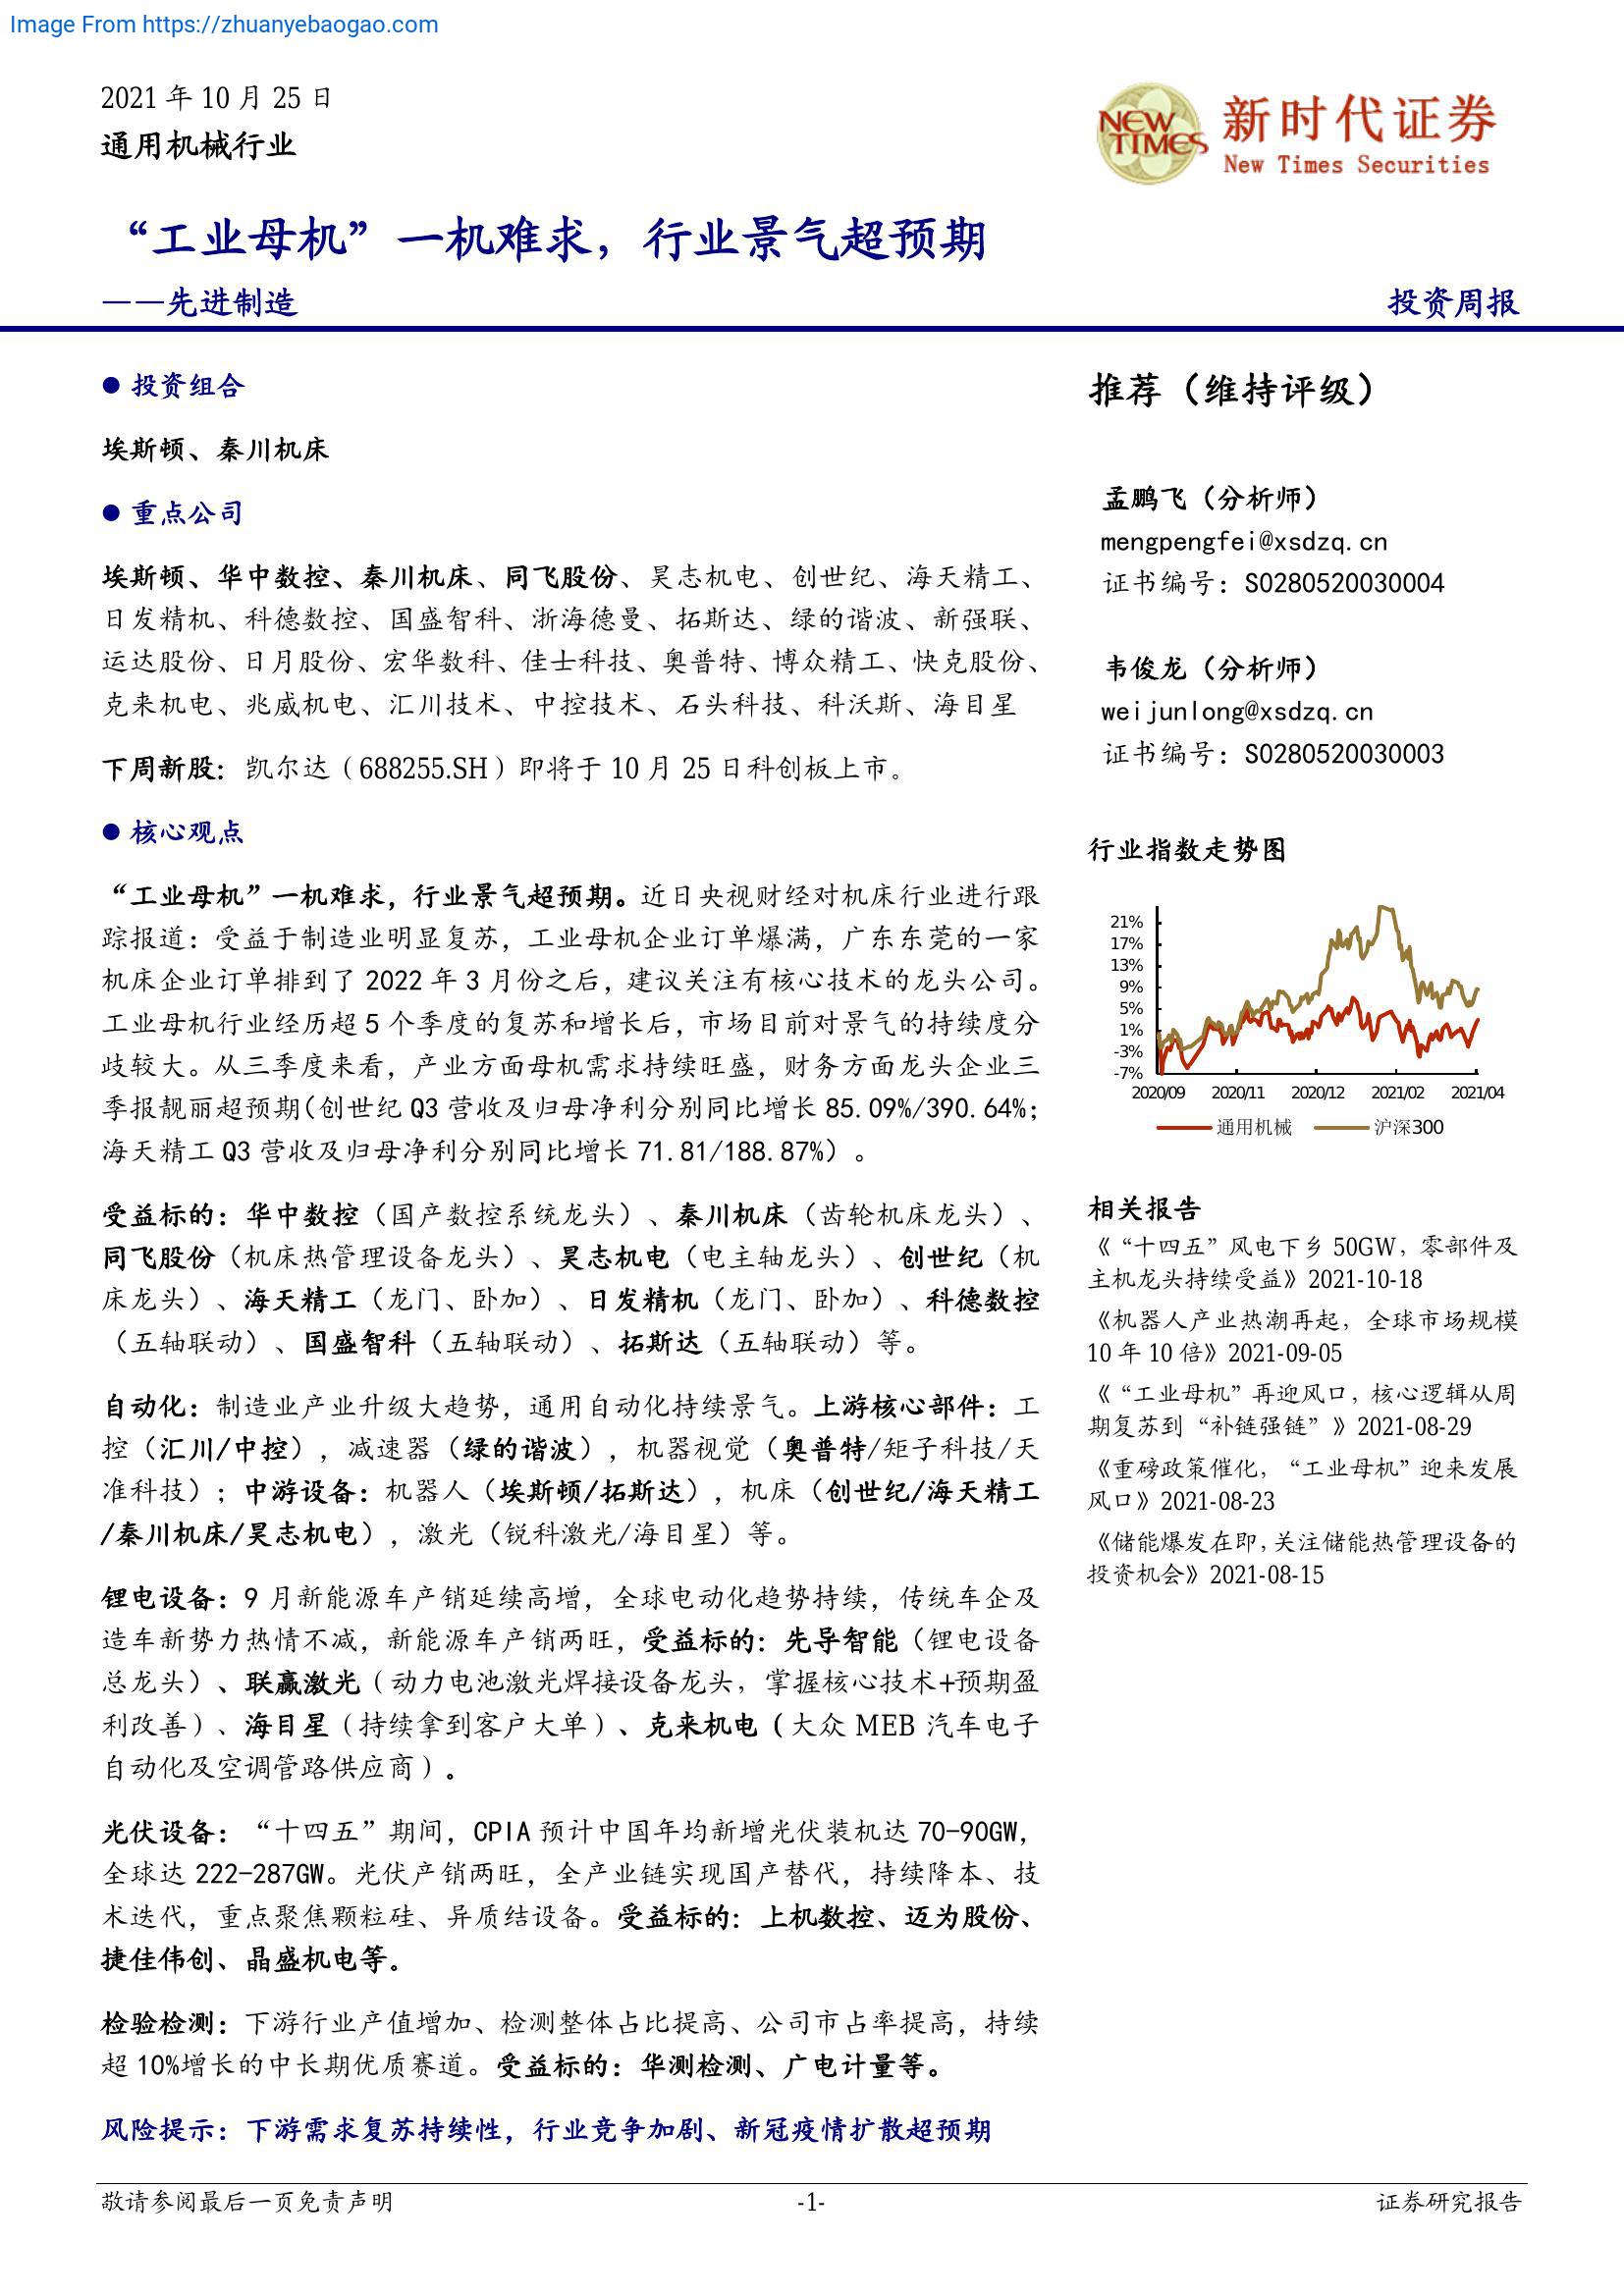 Image From https://zhuanyebaogao.com
2021 年 10 月 25 日
通用机械行业
NEW TIMES
新时代证券
New Times Securities
“工业母机”一机难求，行业景气超预期
——先进制造
投资周报
● 投资组合
埃斯顿、秦川机床
● 重点公司
埃斯顿、华中数控、秦川机床、同飞股份、昊志机电、创世纪、海天精工、
日发精机、科德数控、国盛智科、浙海德曼、拓斯达、绿的谐波、新强联、
运达股份、日月股份、宏华数科、佳士科技、奥普特、博众精工、快克股份、
克来机电、兆威机电、汇川技术、中控技术、石头科技、科沃斯、海目星
下周新股：凯尔达（688255.SH）即将于 10 月 25 日科创板上市。
● 核心观点
“工业母机”一机难求，行业景气超预期。近日央视财经对机床行业进行跟
踪报道：受益于制造业明显复苏，工业母机企业订单爆满，广东东莞的一家
机床企业订单排到了 2022 年 3 月份之后，建议关注有核心技术的龙头公司。
工业母机行业经历超 5 个季度的复苏和增长后，市场目前对景气的持续度分
歧较大。从三季度来看，产业方面母机需求持续旺盛，财务方面龙头企业三
季报靓丽超预期（创世纪 Q3 营收及归母净利分别同比增长 85.09%/390.64%；
海天精工 Q3 营收及归母净利分别同比增长 71.81/188.87%）。
受益标的：华中数控（国产数控系统龙头）、秦川机床（齿轮机床龙头）、
同飞股份（机床热管理设备龙头）、昊志机电（电主轴龙头）、创世纪（机
床龙头）、海天精工（龙门、卧加）、日发精机（龙门、卧加）、科德数控
（五轴联动）、国盛智科（五轴联动）、拓斯达（五轴联动）等。
自动化：制造业产业升级大趋势，通用自动化持续景气。上游核心部件：工
控（汇川/中控），减速器（绿的谐波），机器视觉（奥普特/矩子科技/天
准科技）；中游设备：机器人（埃斯顿/拓斯达），机床（创世纪/海天精工
/秦川机床/昊志机电），激光（锐科激光/海目星）等。
锂电设备：9 月新能源车产销延续高增，全球电动化趋势持续，传统车企及
造车新势力热情不减，新能源车产销两旺，受益标的：先导智能（锂电设备
总龙头）、联赢激光（动力电池激光焊接设备龙头，掌握核心技术+预期盈
利改善）、海目星（持续拿到客户大单）、克来机电（大众 MEB 汽车电子
自动化及空调管路供应商）。
光伏设备：“十四五”期间，CPIA 预计中国年均新增光伏装机达 70-90GW，
全球达 222-287GW。光伏产销两旺，全产业链实现国产替代，持续降本、技
术迭代，重点聚焦颗粒硅、异质结设备。受益标的：上机数控、迈为股份、
捷佳伟创、晶盛机电等。
检验检测：下游行业产值增加、检测整体占比提高、公司市占率提高，持续
超 10%增长的中长期优质赛道。受益标的：华测检测、广电计量等。
风险提示：下游需求复苏持续性，行业竞争加剧、新冠疫情扩散超预期
推荐（维持评级）
孟鹏飞（分析师）
mengpengfei@xsdzq.cn
证书编号：S0280520030004
韦俊龙（分析师）
weijunlong@xsdzq.cn
证书编号：S0280520030003
行业指数走势图
21%
17%
13%
9%
5%
1%
-3%
-7%
2020/09 2020/11 2020/12 2021/02 2021/04
通用机械 沪深300
相关报告
《“十四五”风电下乡 50GW，零部件及
主机龙头持续受益》2021-10-18
《机器人产业热潮再起，全球市场规模
10 年 10 倍》2021-09-05
《“工业母机”再迎风口，核心逻辑从周
期复苏到“补链强链”》2021-08-29
《重磅政策催化，“工业母机”迎来发展
风口》2021-08-23
《储能爆发在即，关注储能热管理设备的
投资机会》2021-08-15
敬请参阅最后一页免责声明
-1-
证券研究报告